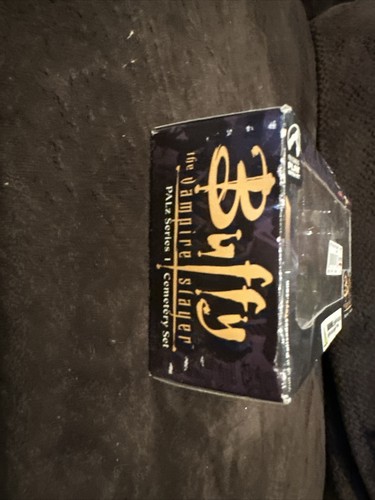 Buffy
the Vampire Slayer
PALz Series 1 Cemetery Set